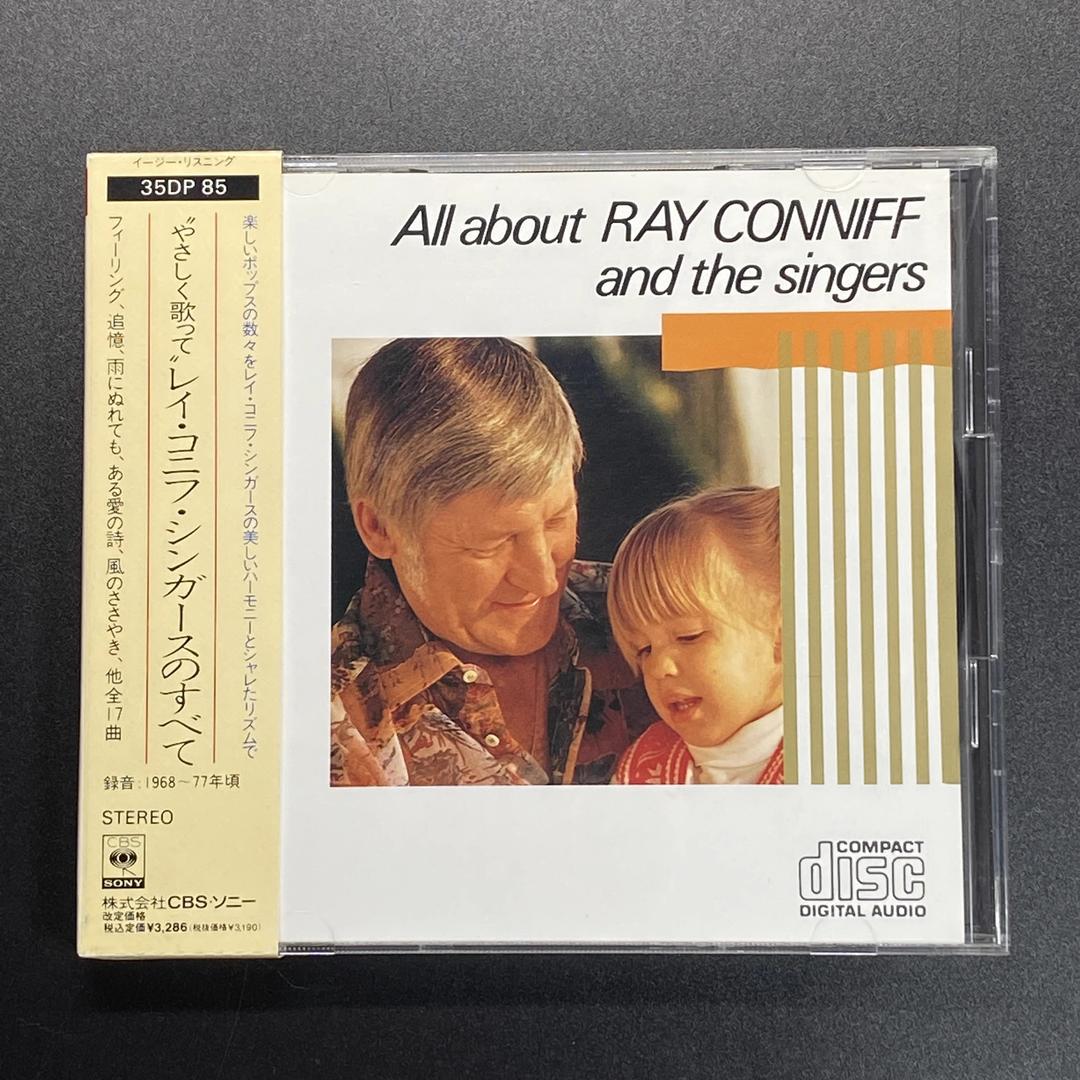 イージー・リスニング
35DP 85
楽しいポップスの数々をレイ・コニフ・シンガースの美しいハーモニーとシャレたリズムで
“やさしく歌って”レイ・コニフ・シンガースのすべて
フィーリング、追憶、雨にぬれても、ある愛の詩、風のささやき、他全17曲
録音:1968〜77年頃
STEREO
CBS
SONY
株式会社CBS・ソニー
改定価格
税込定価¥3,286(税抜価格¥3,190)
All about RAY CONNIFF
and the singers
COMPACT
disc
DIGITAL AUDIO